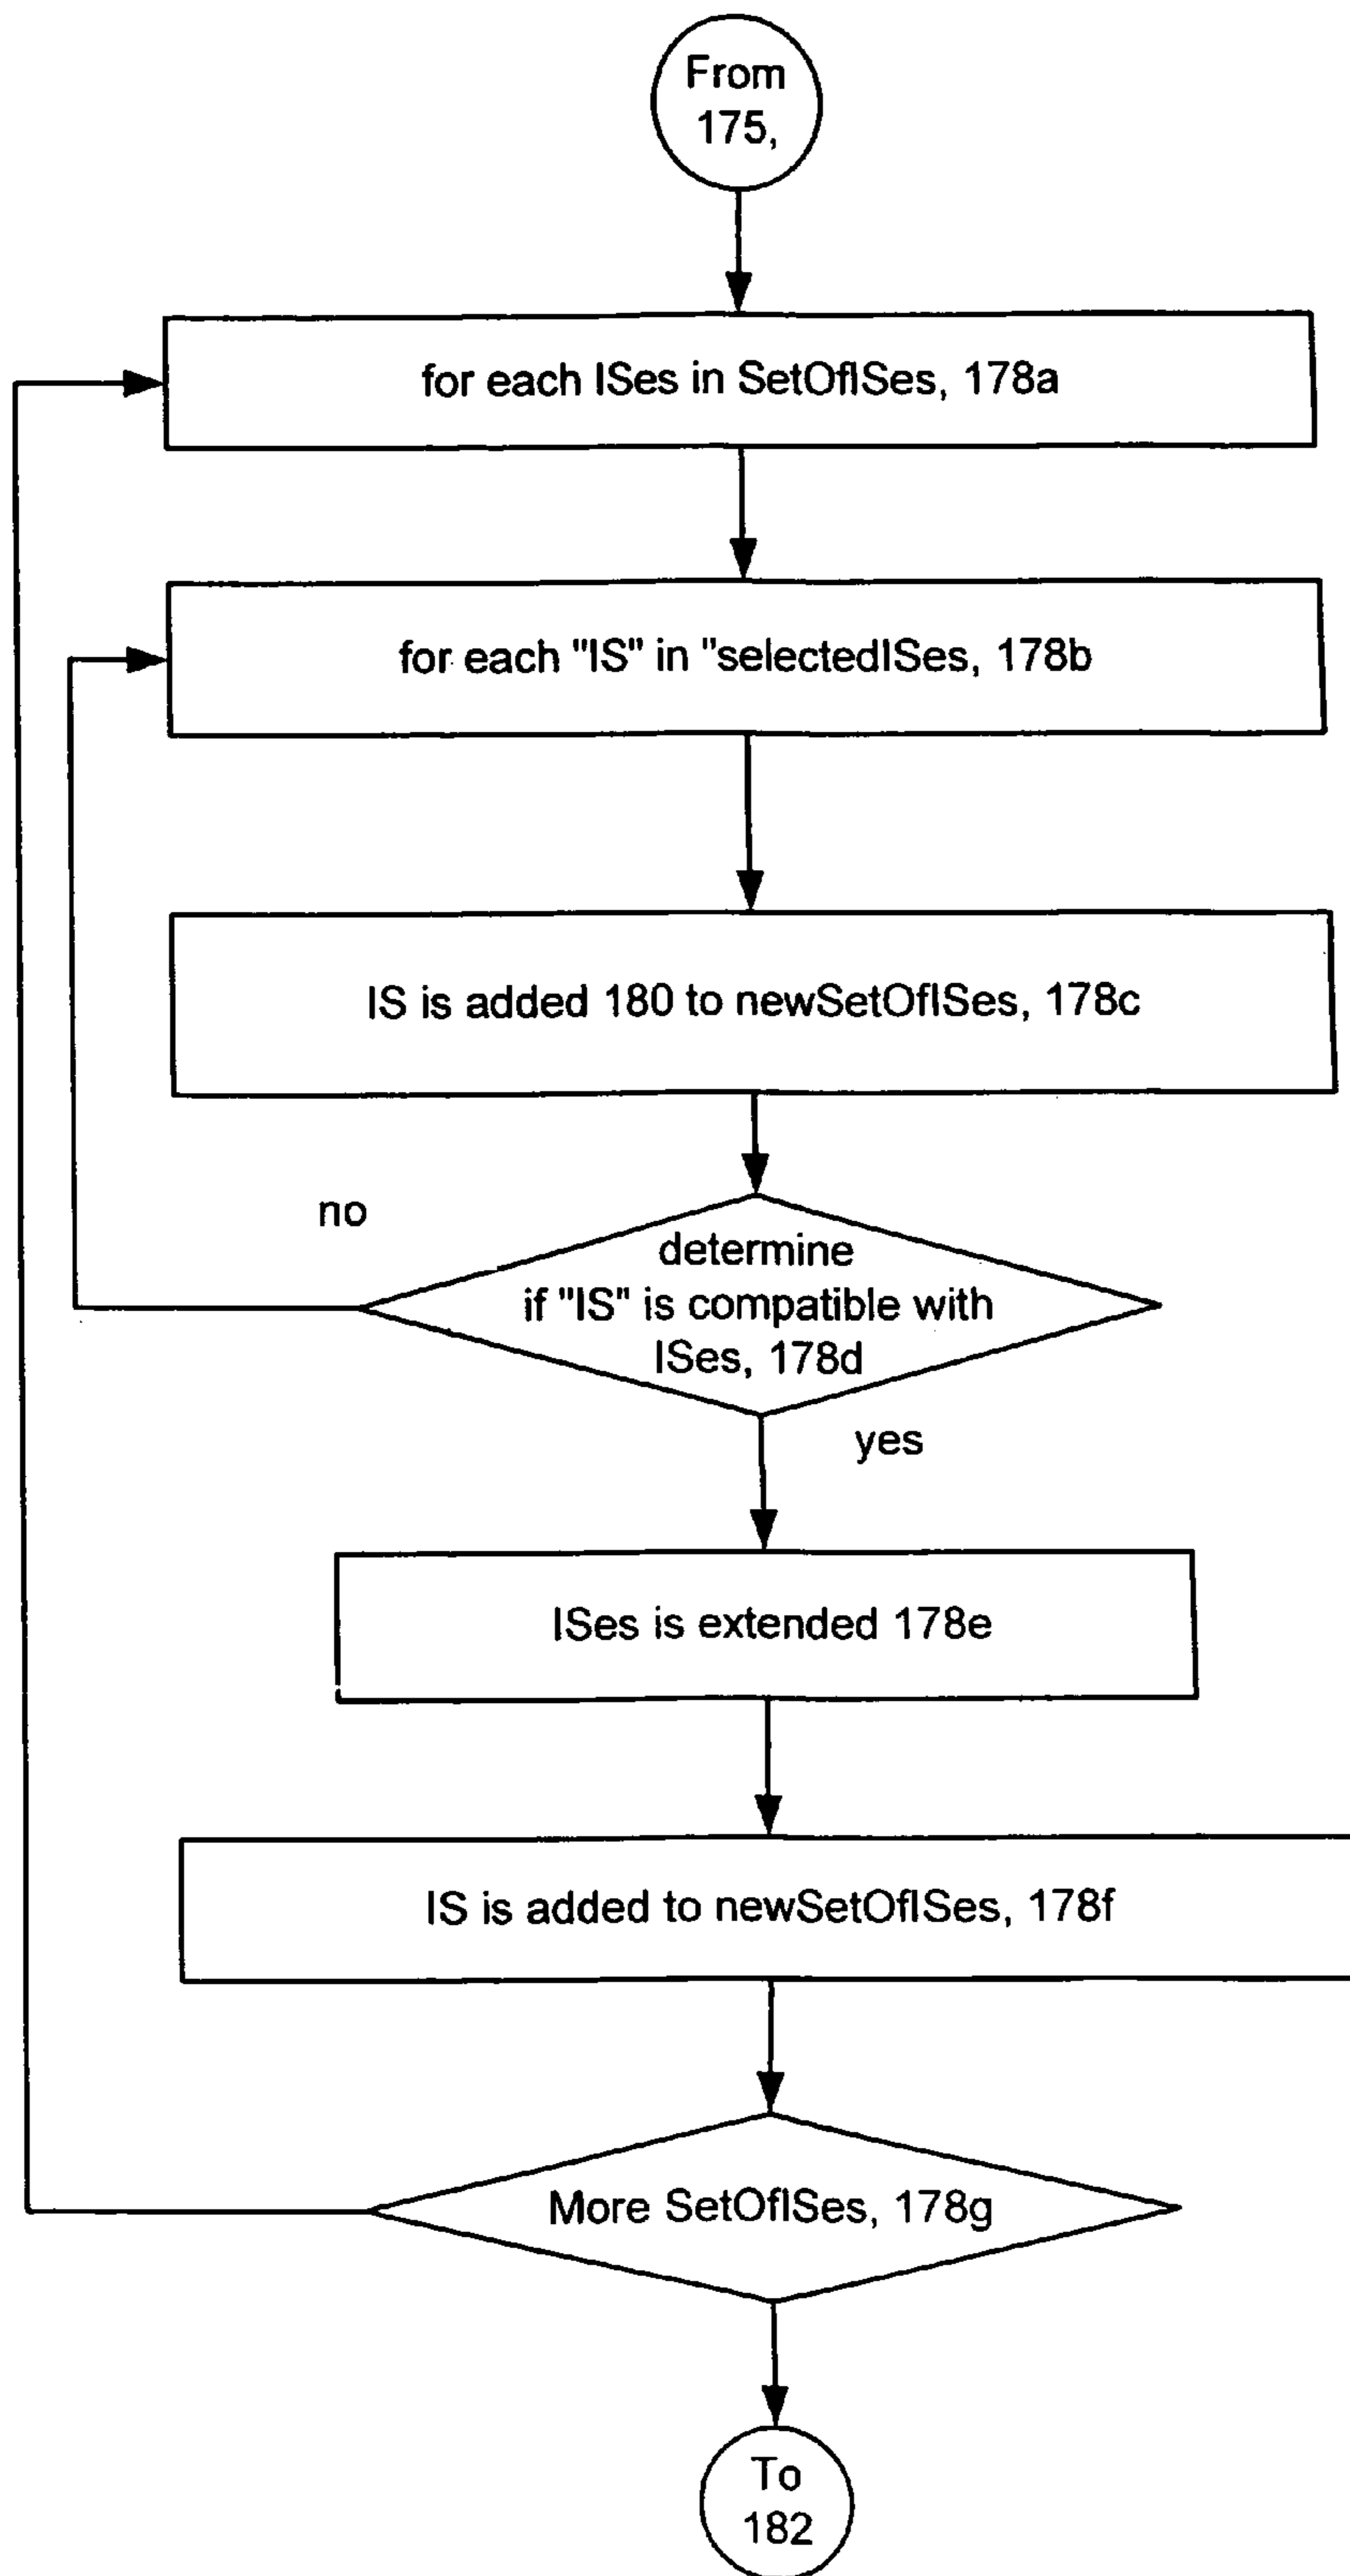 From
175,
for each ISes in SetOfISes, 178a
for each "IS" in "selectedISes, 178b
IS is added 180 to newSetOfISes, 178c
no
determine
if "IS" is compatible with
ISes, 178d
yes
ISes is extended 178e
IS is added to newSetOfISes, 178f
More SetOfISes, 178g
To
182